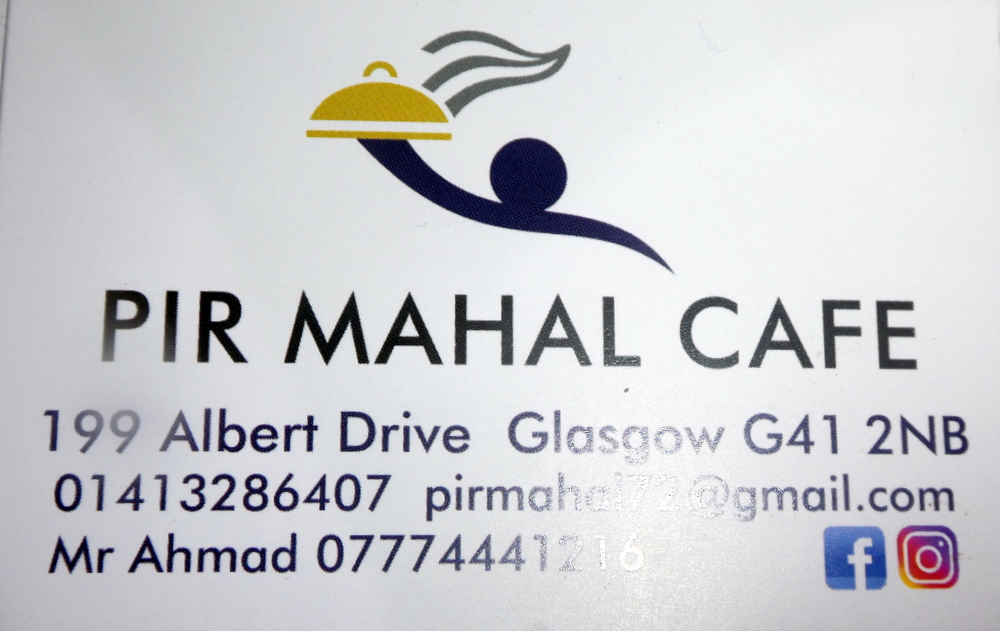 PIR MAHAL CAFE
199 Albert Drive Glasgow G41 2NB
01413286407 pirmahal72@gmail.com
Mr Ahmad 07774441216